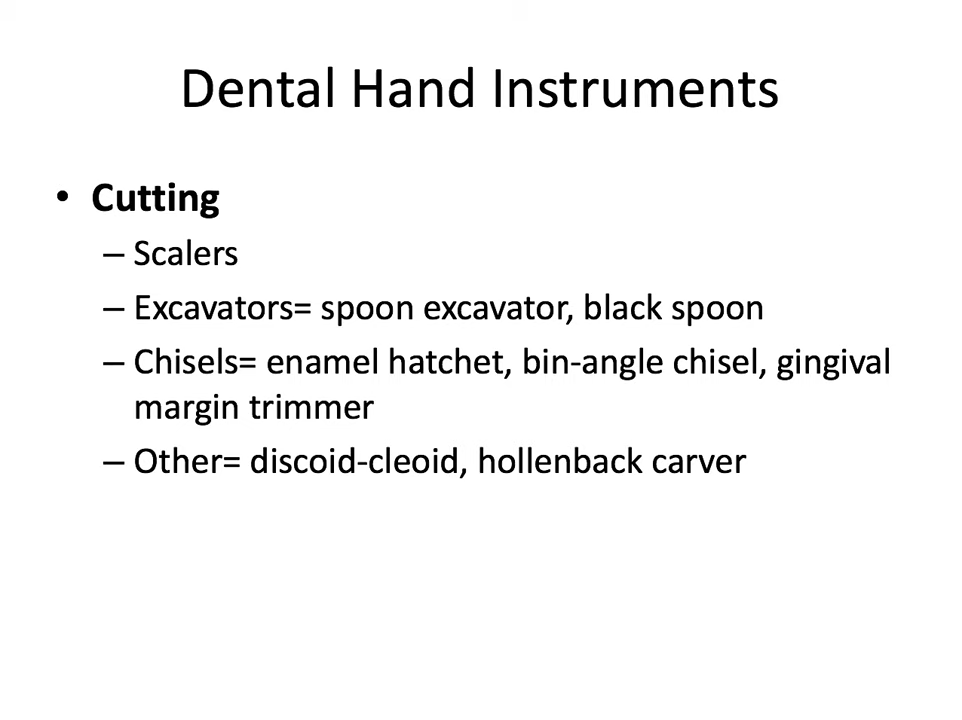 Dental Hand Instruments
• Cutting
– Scalers
– Excavators= spoon excavator, black spoon
– Chisels= enamel hatchet, bin-angle chisel, gingival
margin trimmer
– Other= discoid-cleoid, hollenback carver